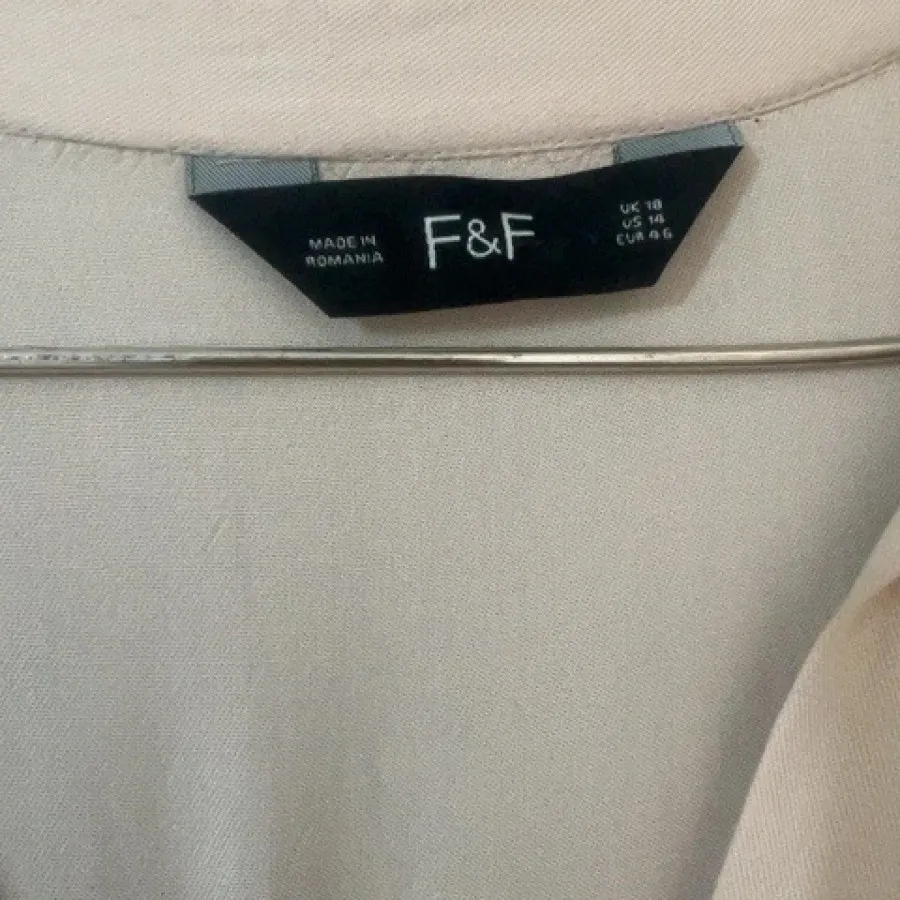 MADE IN
ROMANIA
F&F
UK 18
US 14
EUR 46